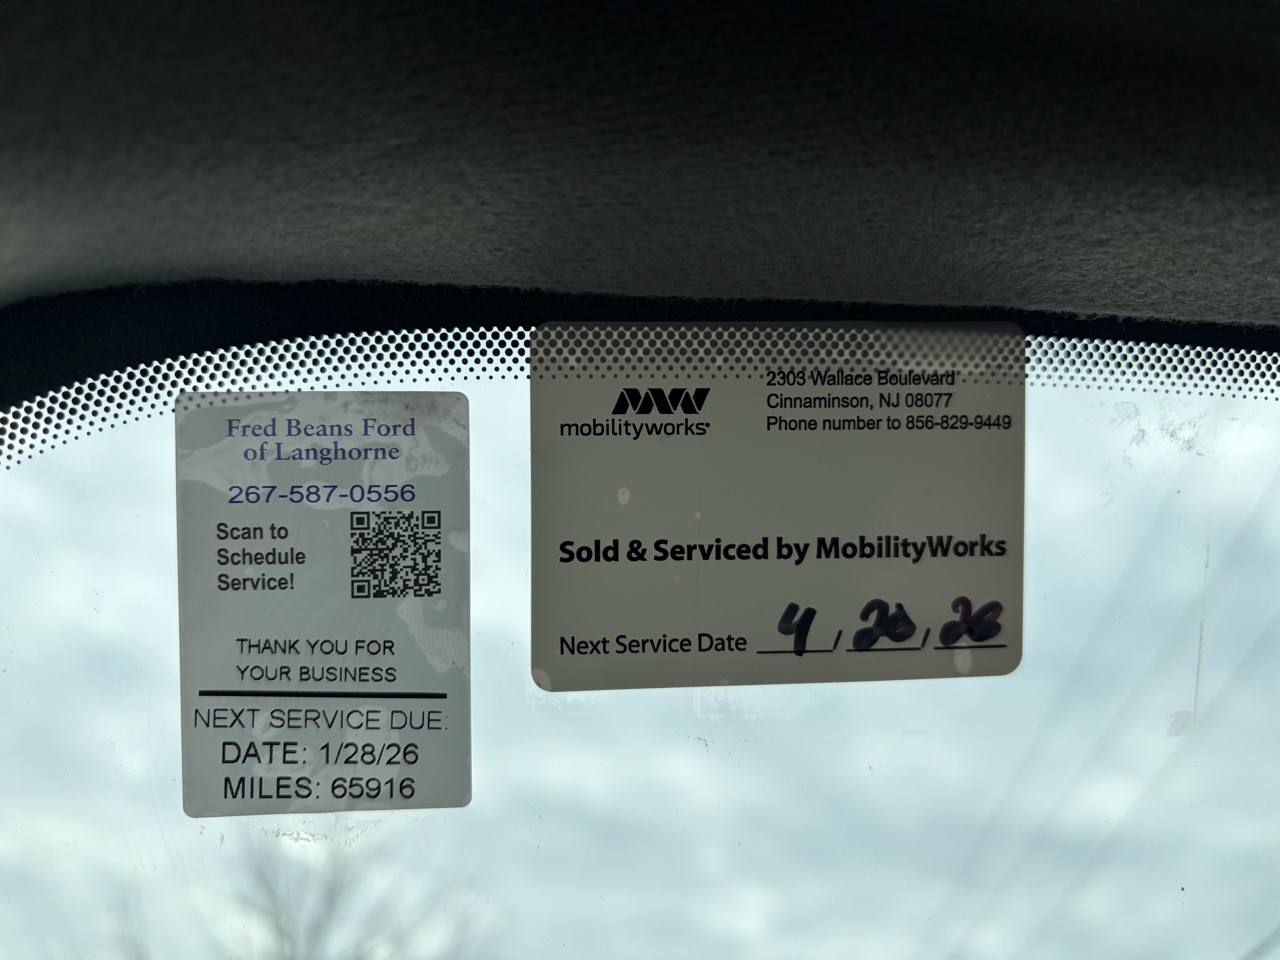 Fred Beans Ford
of Langhorne
267-587-0556
Scan to
Schedule
Service!
THANK YOU FOR
YOUR BUSINESS
NEXT SERVICE DUE:
DATE: 1/28/26
MILES: 65916
mobilityworks
2303 Wallace Boulevard
Cinnaminson, NJ 08077
Phone number to 856-829-9449
Sold & Serviced by MobilityWorks
Next Service Date 4/20/26